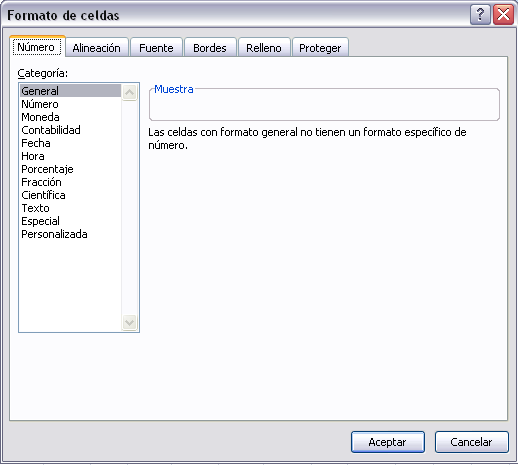 Formato de celdas
Número Alineación Fuente Bordes Relleno Proteger
Categoría:
General
Número
Moneda
Contabilidad
Fecha
Hora
Porcentaje
Fracción
Científica
Texto
Especial
Personalizada
Muestra
Las celdas con formato general no tienen un formato específico de
número.
Aceptar Cancelar